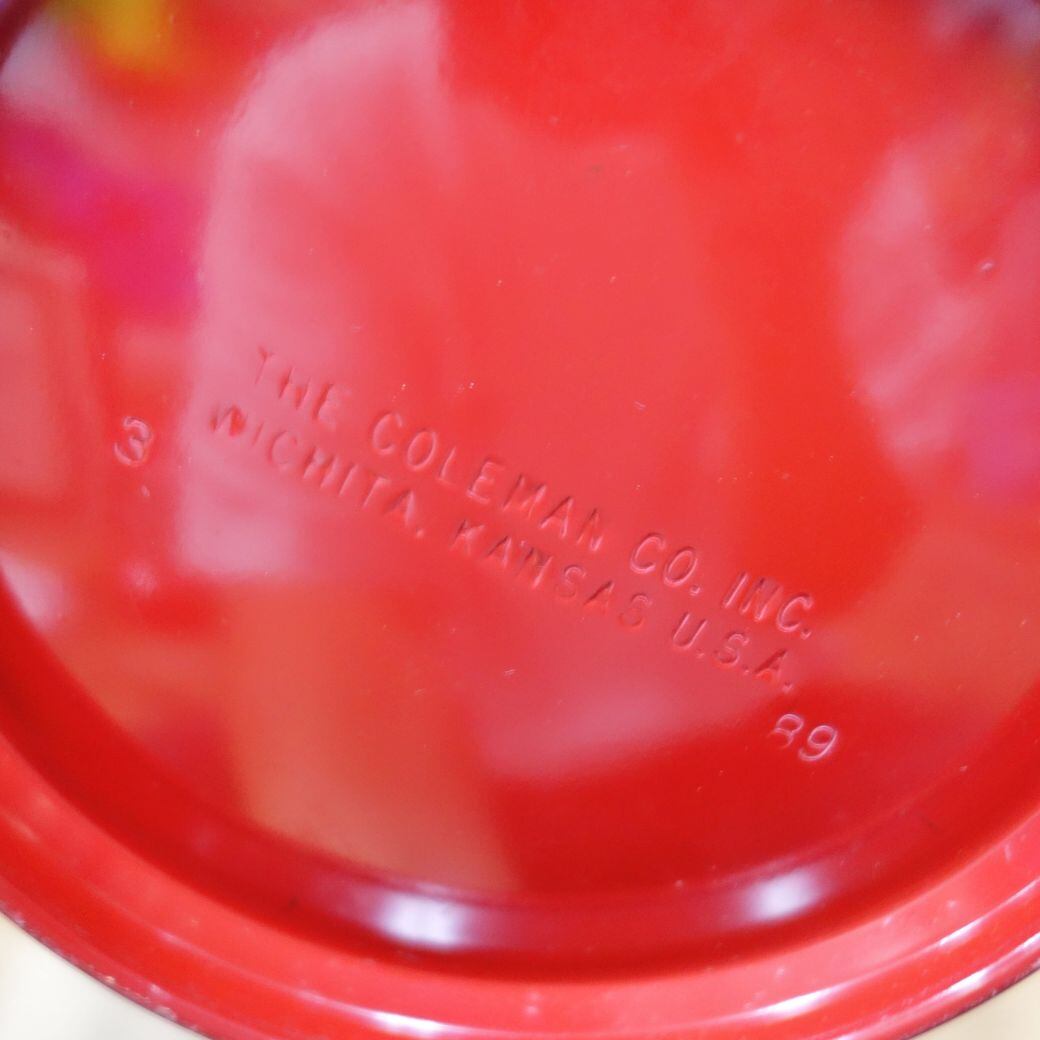 THE COLEMAN CO. INC.
WICHITA, KANSAS U.S.A.
3
89